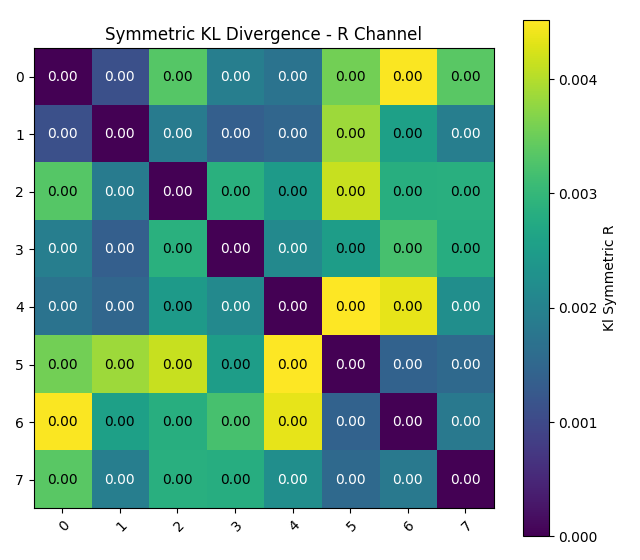 Symmetric KL Divergence - R Channel
0 0.00 0.00 0.00 0.00 0.00 0.00 0.00 0.00
1 0.00 0.00 0.00 0.00 0.00 0.00 0.00 0.00
2 0.00 0.00 0.00 0.00 0.00 0.00 0.00 0.00
3 0.00 0.00 0.00 0.00 0.00 0.00 0.00 0.00
4 0.00 0.00 0.00 0.00 0.00 0.00 0.00 0.00
5 0.00 0.00 0.00 0.00 0.00 0.00 0.00 0.00
6 0.00 0.00 0.00 0.00 0.00 0.00 0.00 0.00
7 0.00 0.00 0.00 0.00 0.00 0.00 0.00 0.00
0 1 2 3 4 5 6 7
0.004
0.003
0.002
0.001
0.000
Kl Symmetric R